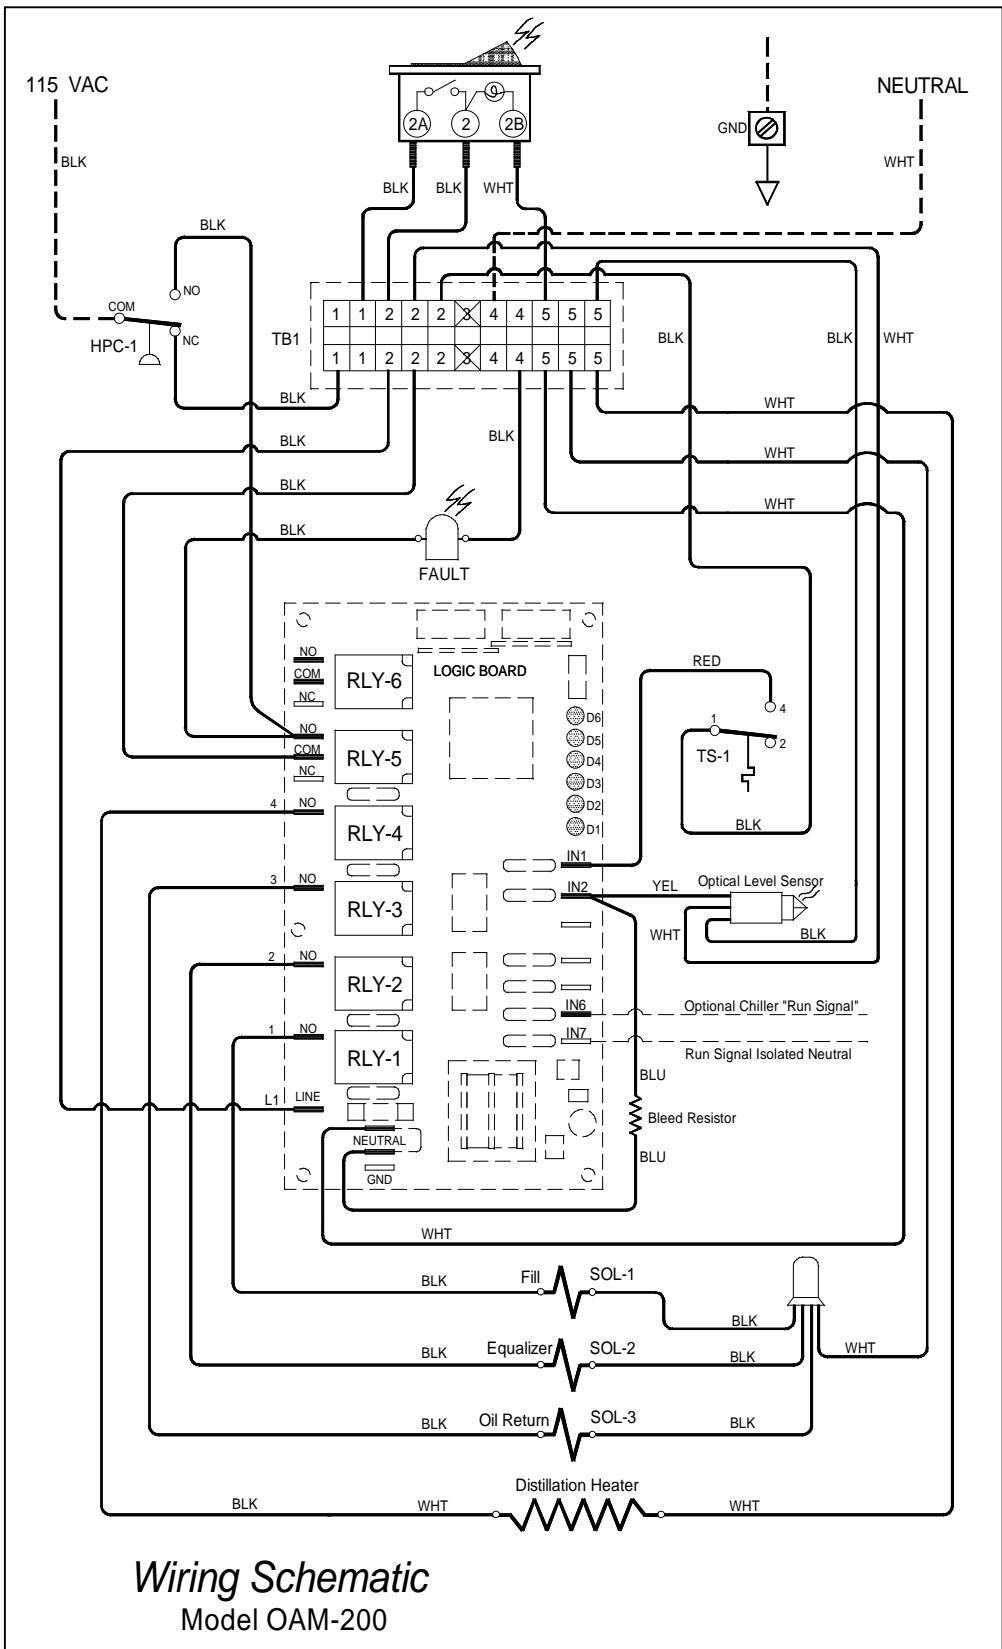 115 VAC
NEUTRAL
2A 2 2B
GND
BLK
WHT
BLK BLK WHT
BLK
NO
COM
NC
HPC-1
TB1
1 1 2 2 2 3 4 4 5 5 5
1 1 2 2 2 3 4 4 5 5 5
BLK
BLK
WHT
BLK
WHT
BLK
BLK
WHT
BLK
WHT
BLK
FAULT
LOGIC BOARD
NO
COM
NC
RLY-6
NO
COM
NC
RLY-5
4
NO
RLY-4
3
NO
RLY-3
2
NO
RLY-2
1
NO
RLY-1
L1
LINE
NEUTRAL
GND
D6
D5
D4
D3
D2
D1
IN1
IN2
IN6
IN7
RED
4
1
2
TS-1
BLK
YEL
Optical Level Sensor
WHT
BLK
Optional Chiller "Run Signal"
Run Signal Isolated Neutral
BLU
Bleed Resistor
BLU
WHT
BLK Fill SOL-1
BLK
BLK Equalizer SOL-2
BLK
WHT
BLK Oil Return SOL-3 BLK
Distillation Heater
BLK WHT WHT
Wiring Schematic
Model OAM-200